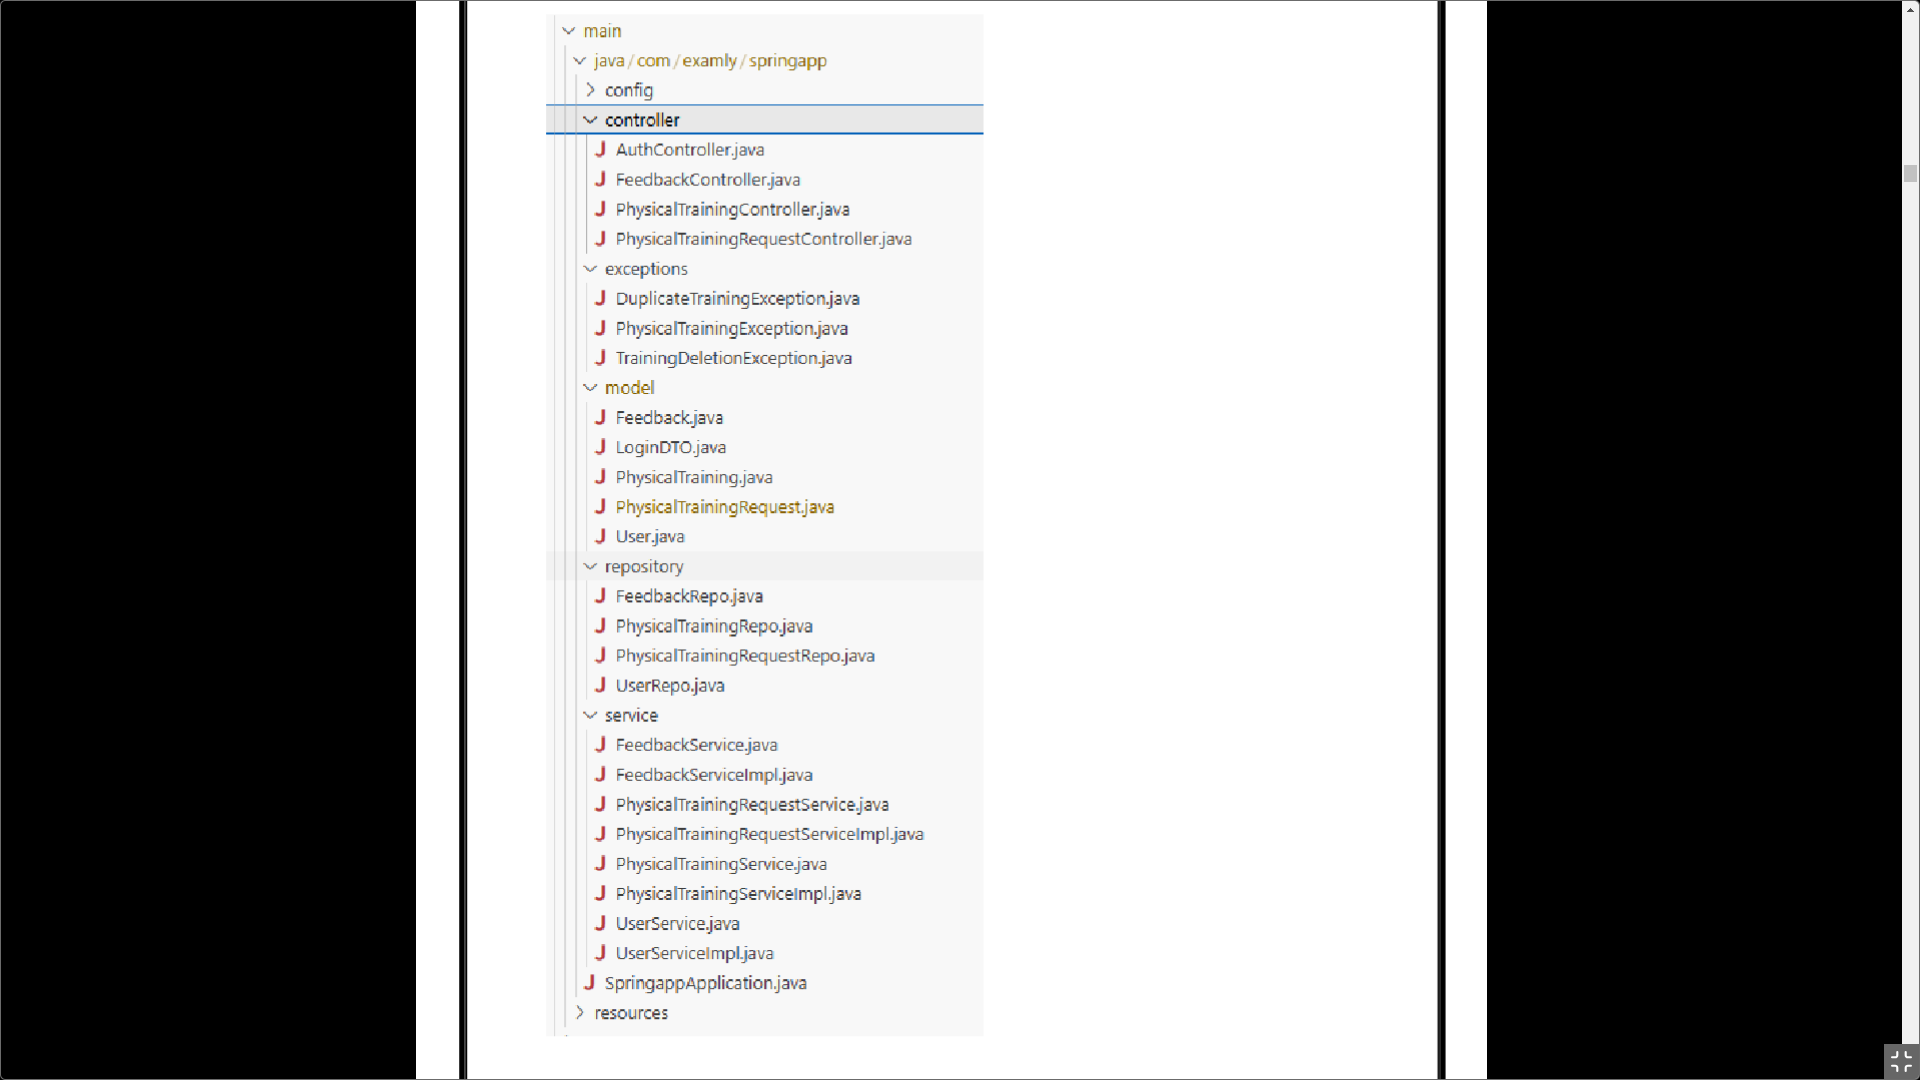 main
java/com/examly/springapp
config
controller
AuthController.java
FeedbackController.java
PhysicalTrainingController.java
PhysicalTrainingRequestController.java
exceptions
DuplicateTrainingException.java
PhysicalTrainingException.java
TrainingDeletionException.java
model
Feedback.java
LoginDTO.java
PhysicalTraining.java
PhysicalTrainingRequest.java
User.java
repository
FeedbackRepo.java
PhysicalTrainingRepo.java
PhysicalTrainingRequestRepo.java
UserRepo.java
service
FeedbackService.java
FeedbackServiceImpl.java
PhysicalTrainingRequestService.java
PhysicalTrainingRequestServiceImpl.java
PhysicalTrainingService.java
PhysicalTrainingServiceImpl.java
UserService.java
UserServiceImpl.java
SpringappApplication.java
resources